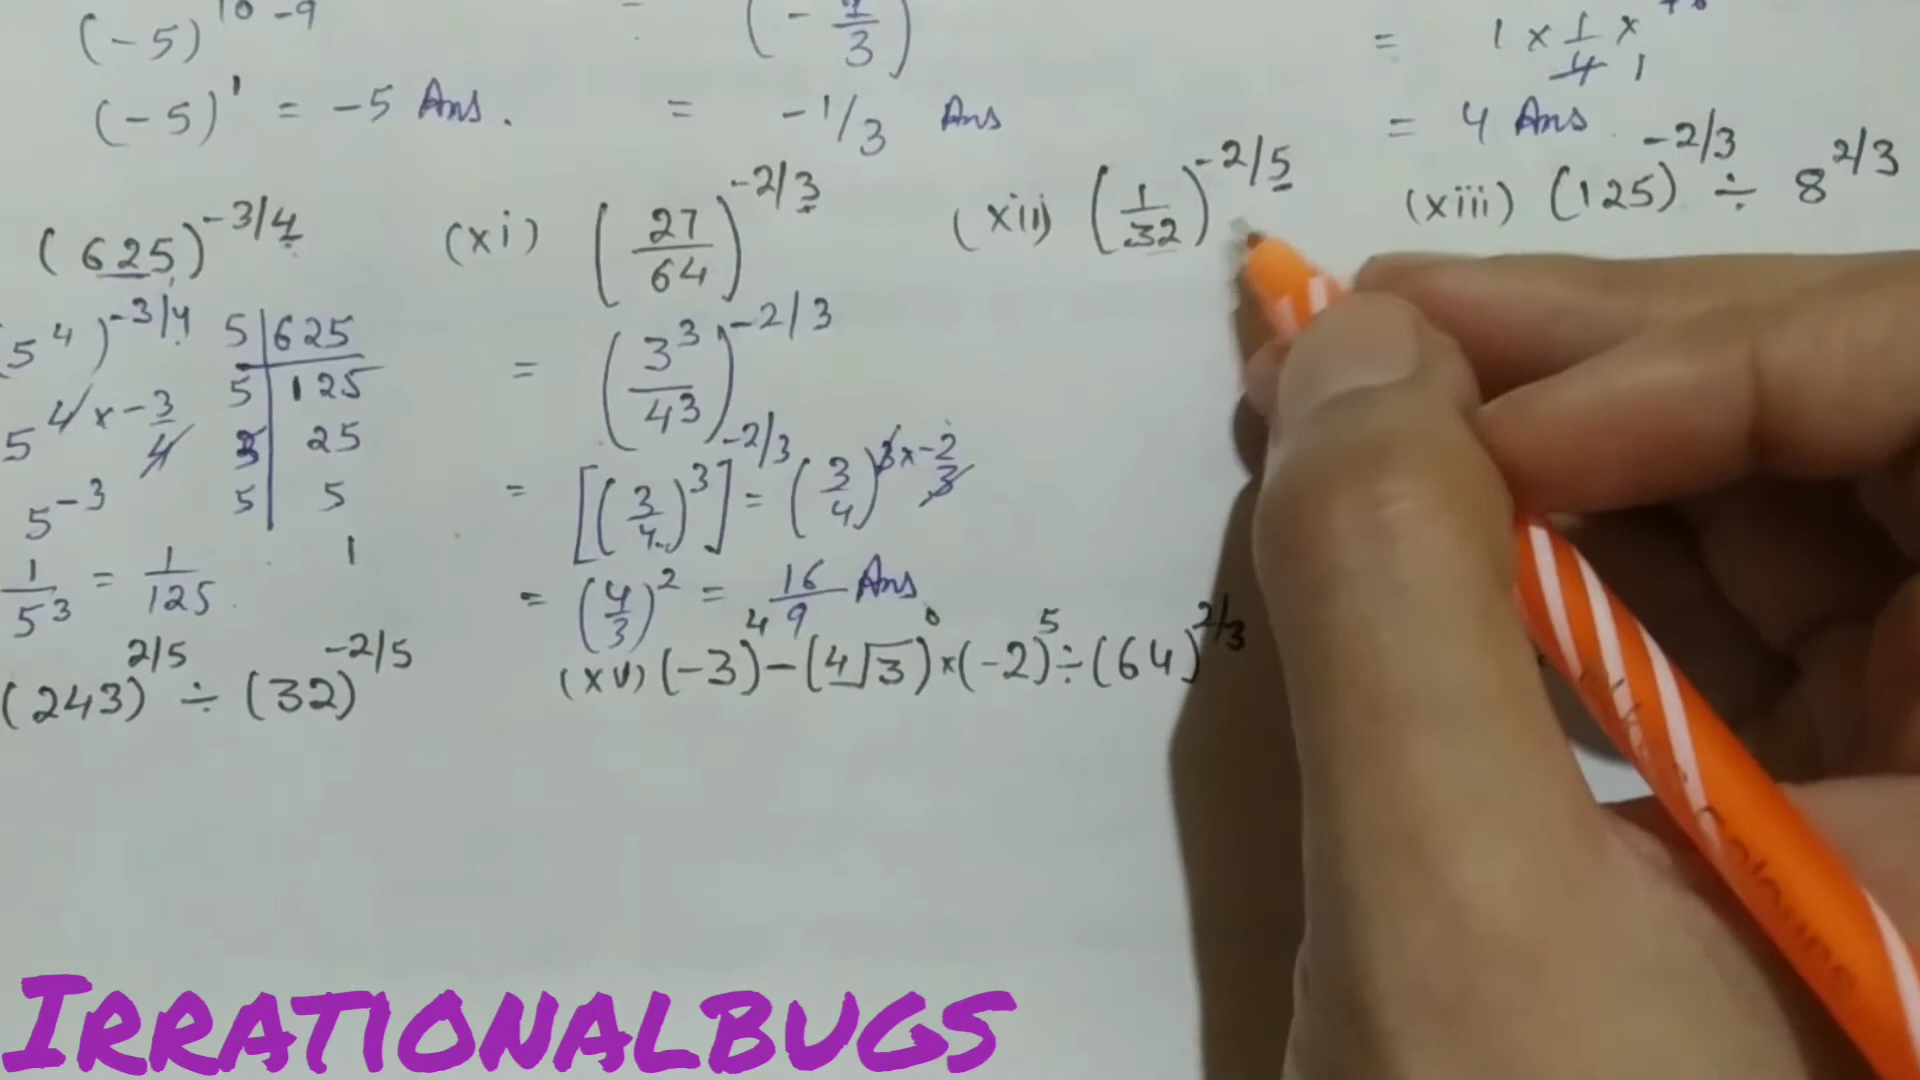 (-5)^10-9
(-5)^1 = -5 Ans.
= (-1/3)
= -1/3 Ans
= 1 × 1/4 ×
1
= 4 Ans.
(625)^-3/4
(5^4)^-3/4
5^4×-3/4
5^-3
1/5^3 = 1/125
5 | 625
5 | 125
5 | 25
5 | 5
1
(xi) (27/64)^-2/3
= (3^3/4^3)^-2/3
= [(3/4)^3]^-2/3 = (3/4)^3×-2/3
= (4/3)^2 = 16/9 Ans
(xii) (1/32)^-2/5
(xiii) (125)^-2/3 ÷ 8^2/3
(243)^2/5 ÷ (32)^-2/5
(xv) (-3)^4 - (4√3)^0 × (-2)^5 ÷ (64)^2/3
IRRATIONALBUGS